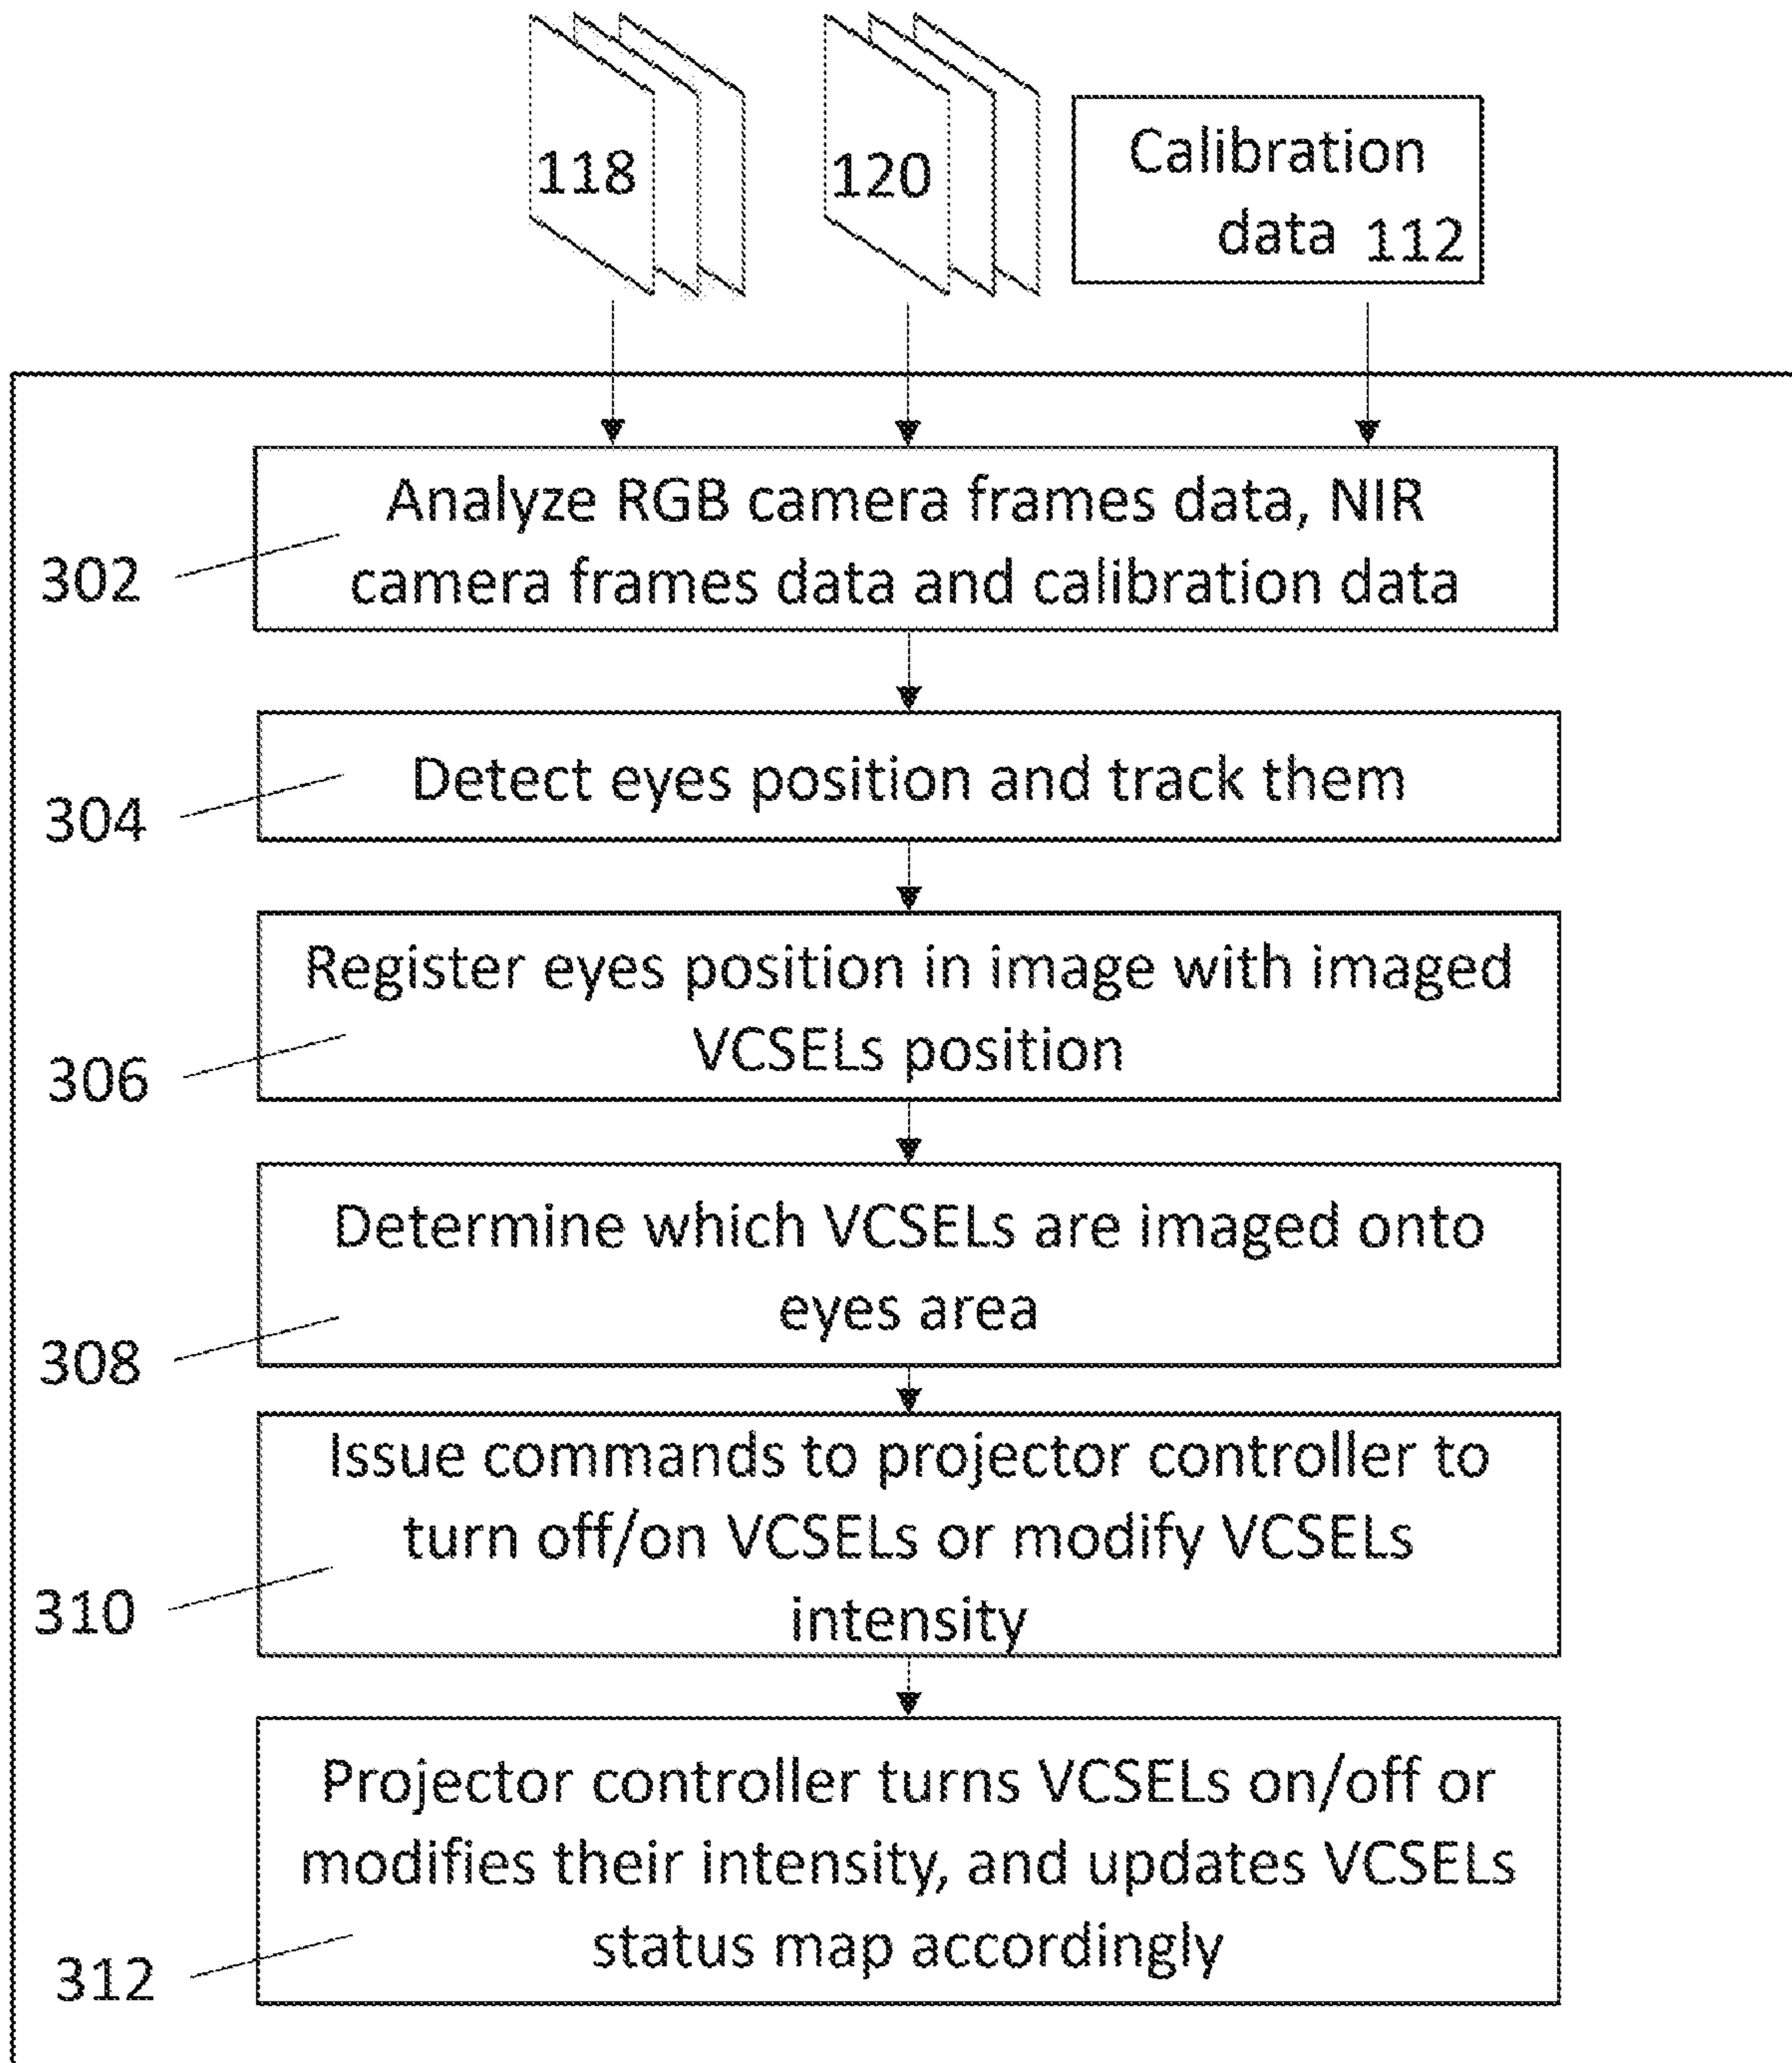 118
120
Calibration
data 112
Analyze RGB camera frames data, NIR
camera frames data and calibration data
302
Detect eyes position and track them
304
Register eyes position in image with imaged
VCSELs position
306
Determine which VCSELs are imaged onto
eyes area
308
Issue commands to projector controller to
turn off/on VCSELs or modify VCSELs
intensity
310
Projector controller turns VCSELs on/off or
modifies their intensity, and updates VCSELs
status map accordingly
312